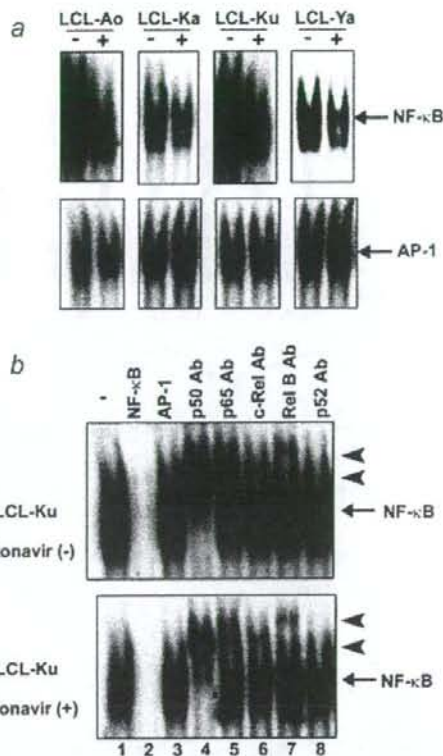 a
LCL-Ao LCL-Ka LCL-Ku LCL-Ya
- + - + - + - +
NF-κB
AP-1
b
- NF-κB AP-1 p50 Ab p65 Ab c-Rel Ab Rel B Ab p52 Ab
LCL-Ku
onavir (-)
NF-κB
LCL-Ku
onavir (+)
NF-κB
1 2 3 4 5 6 7 8